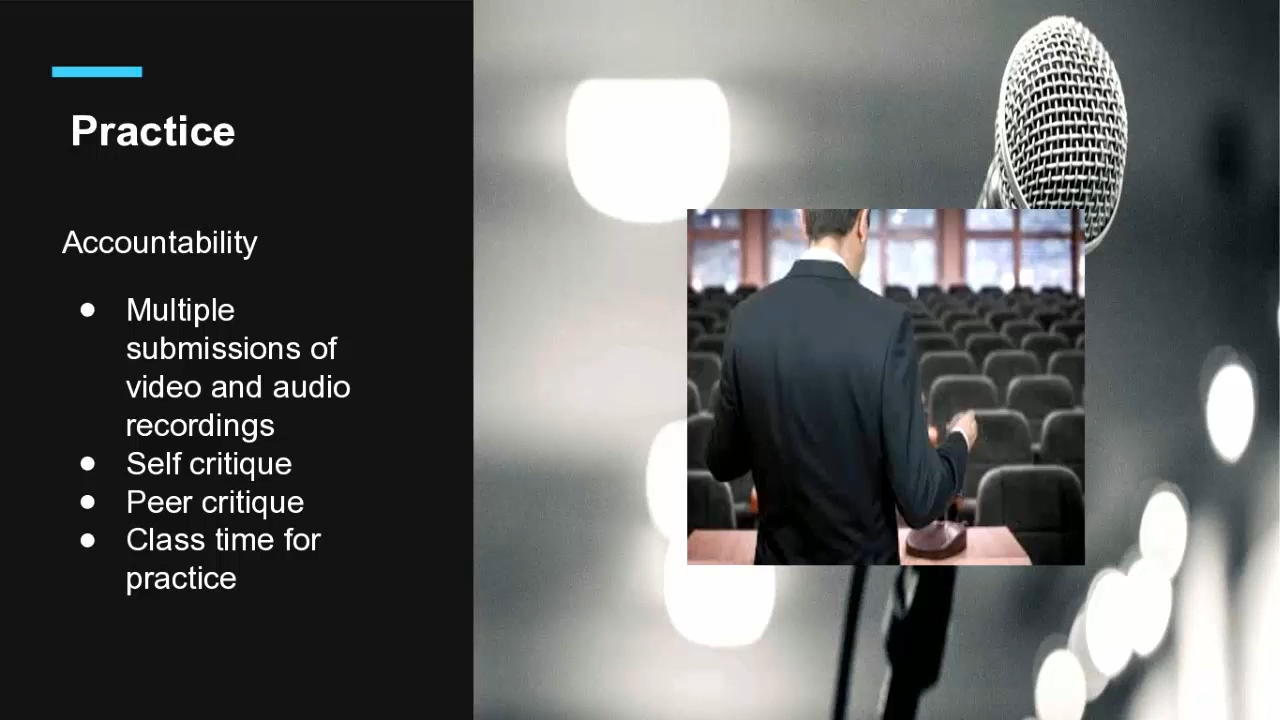 Practice
Accountability
● Multiple
submissions of
video and audio
recordings
● Self critique
● Peer critique
● Class time for
practice